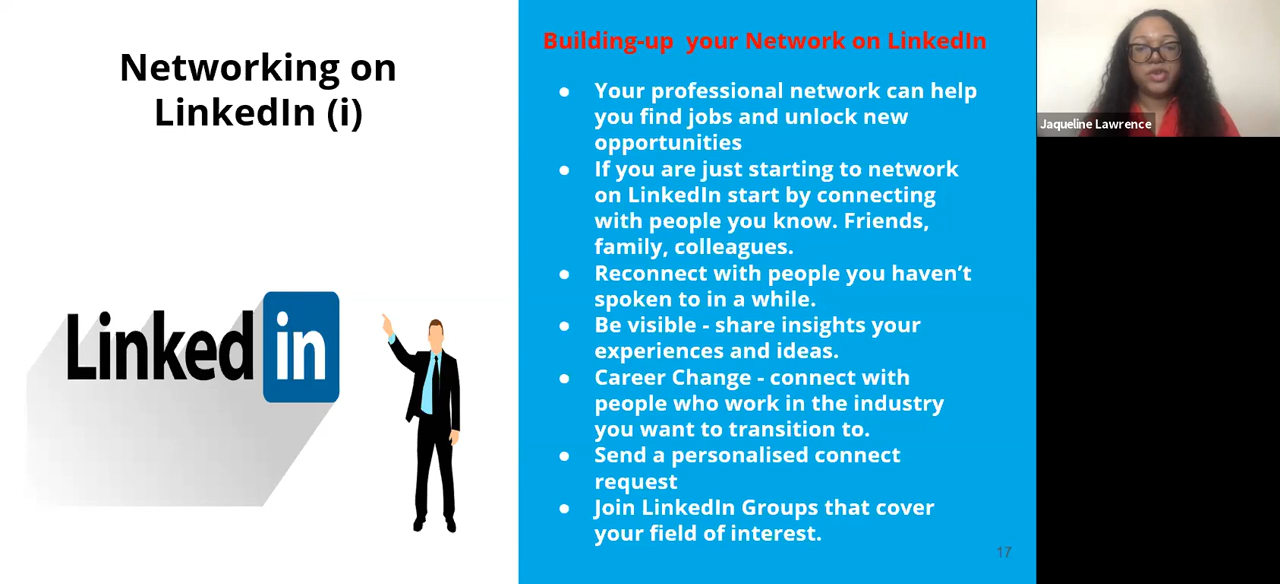 Networking on
LinkedIn (i)
Linked in
Building-up your Network on LinkedIn
● Your professional network can help
you find jobs and unlock new
opportunities
● If you are just starting to network
on LinkedIn start by connecting
with people you know. Friends,
family, colleagues.
● Reconnect with people you haven’t
spoken to in a while.
● Be visible - share insights your
experiences and ideas.
● Career Change - connect with
people who work in the industry
you want to transition to.
● Send a personalised connect
request
● Join LinkedIn Groups that cover
your field of interest.
17
Jaqueline Lawrence